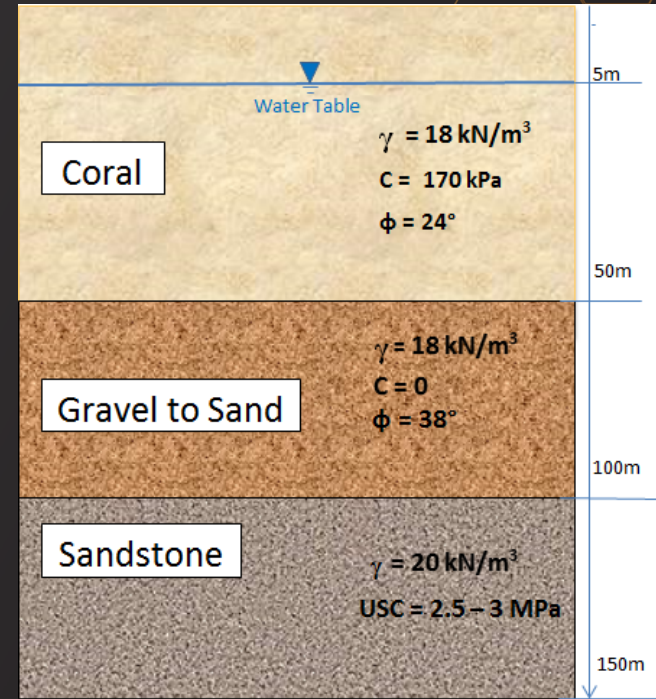 5m
Water Table
γ = 18 kN/m³
Coral
C = 170 kPa
ϕ = 24°
50m
γ = 18 kN/m³
C = 0
Gravel to Sand
ϕ = 38°
100m
Sandstone
γ = 20 kN/m³
USC = 2.5 – 3 MPa
150m